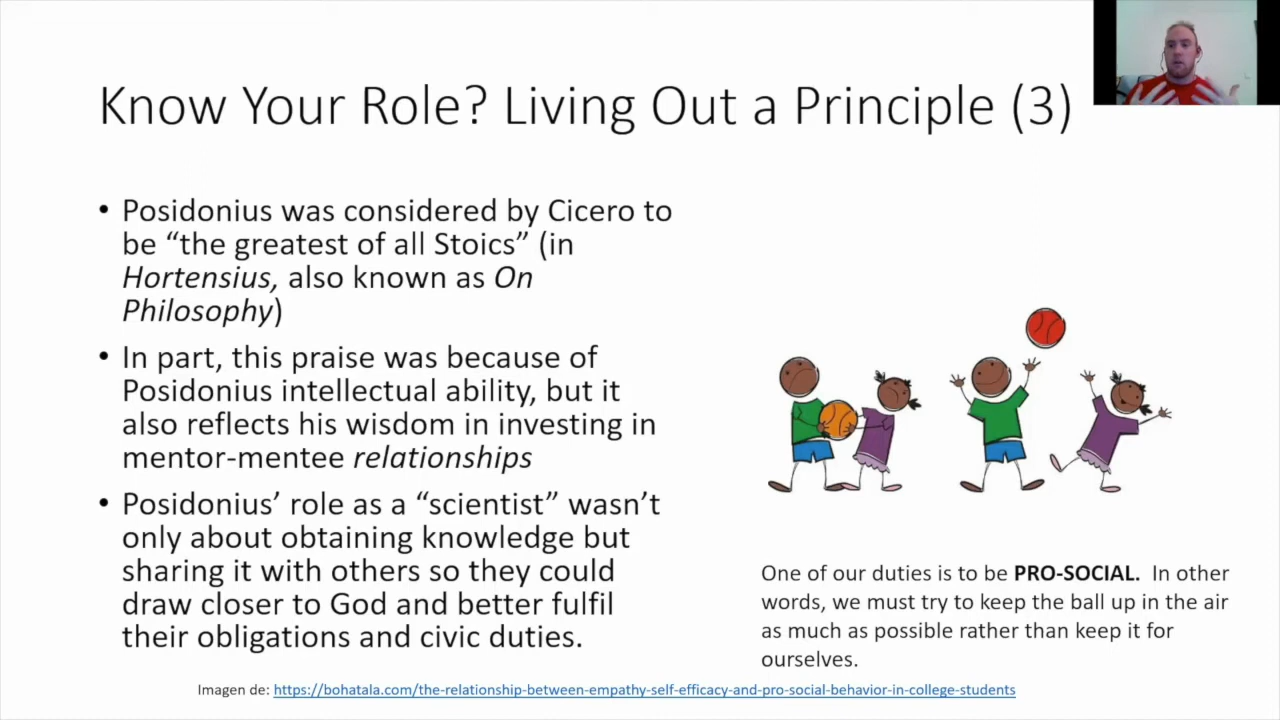 Know Your Role? Living Out a Principle (3)
• Posidonius was considered by Cicero to
be “the greatest of all Stoics” (in
Hortensius, also known as On
Philosophy)
• In part, this praise was because of
Posidonius intellectual ability, but it
also reflects his wisdom in investing in
mentor-mentee relationships
• Posidonius’ role as a “scientist” wasn’t
only about obtaining knowledge but
sharing it with others so they could
draw closer to God and better fulfil
their obligations and civic duties.
One of our duties is to be PRO-SOCIAL. In other
words, we must try to keep the ball up in the air
as much as possible rather than keep it for
ourselves.
Imagen de: https://bohatala.com/the-relationship-between-empathy-self-efficacy-and-pro-social-behavior-in-college-students